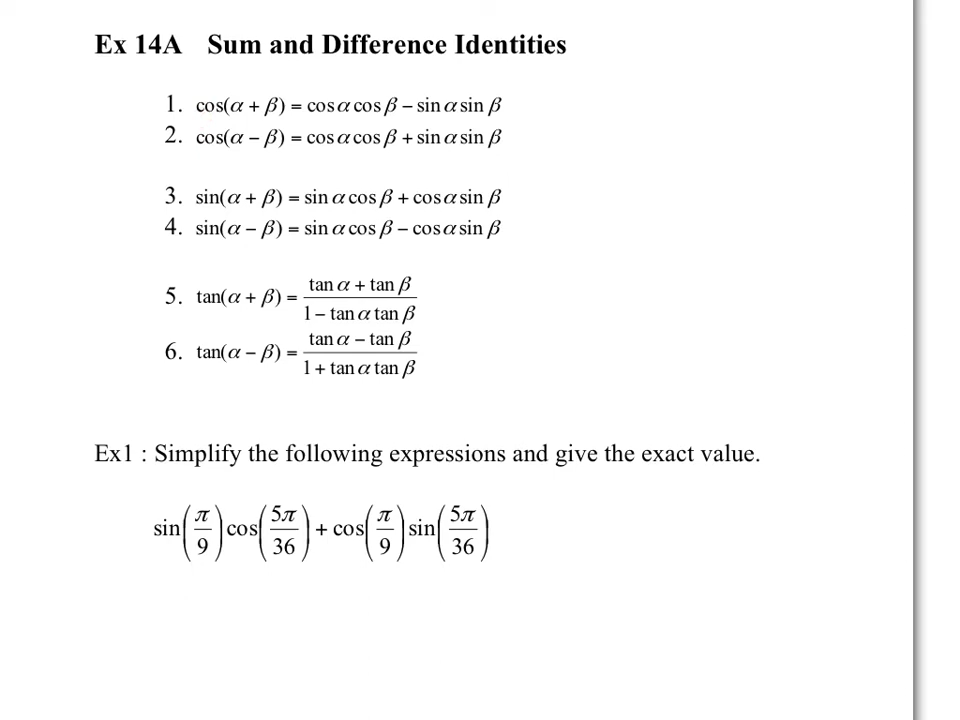 Ex 14A Sum and Difference Identities
1. cos(α + β) = cos α cos β − sin α sin β
2. cos(α − β) = cos α cos β + sin α sin β
3. sin(α + β) = sin α cos β + cos α sin β
4. sin(α − β) = sin α cos β − cos α sin β
5. tan(α + β) = (tan α + tan β)/(1 − tan α tan β)
6. tan(α − β) = (tan α − tan β)/(1 + tan α tan β)
Ex1 : Simplify the following expressions and give the exact value.
sin(π/9) cos(5π/36) + cos(π/9) sin(5π/36)